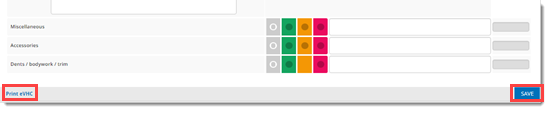 Miscellaneous
Accessories
Dents / bodywork / trim
Print eVHC
SAVE